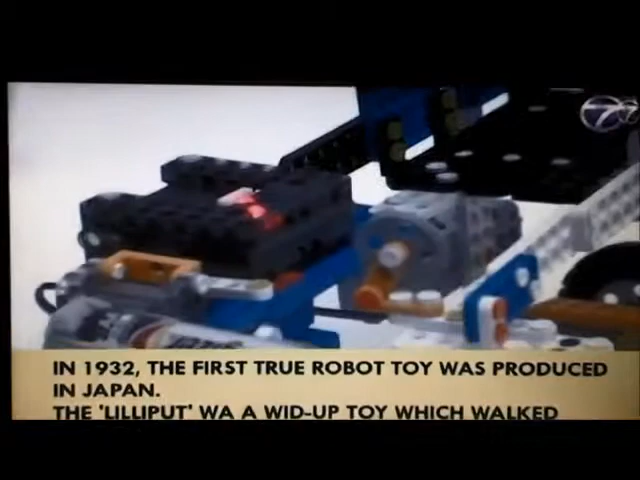 7
IN 1932, THE FIRST TRUE ROBOT TOY WAS PRODUCED
IN JAPAN.
THE 'LILLIPUT' WA A WID-UP TOY WHICH WALKED